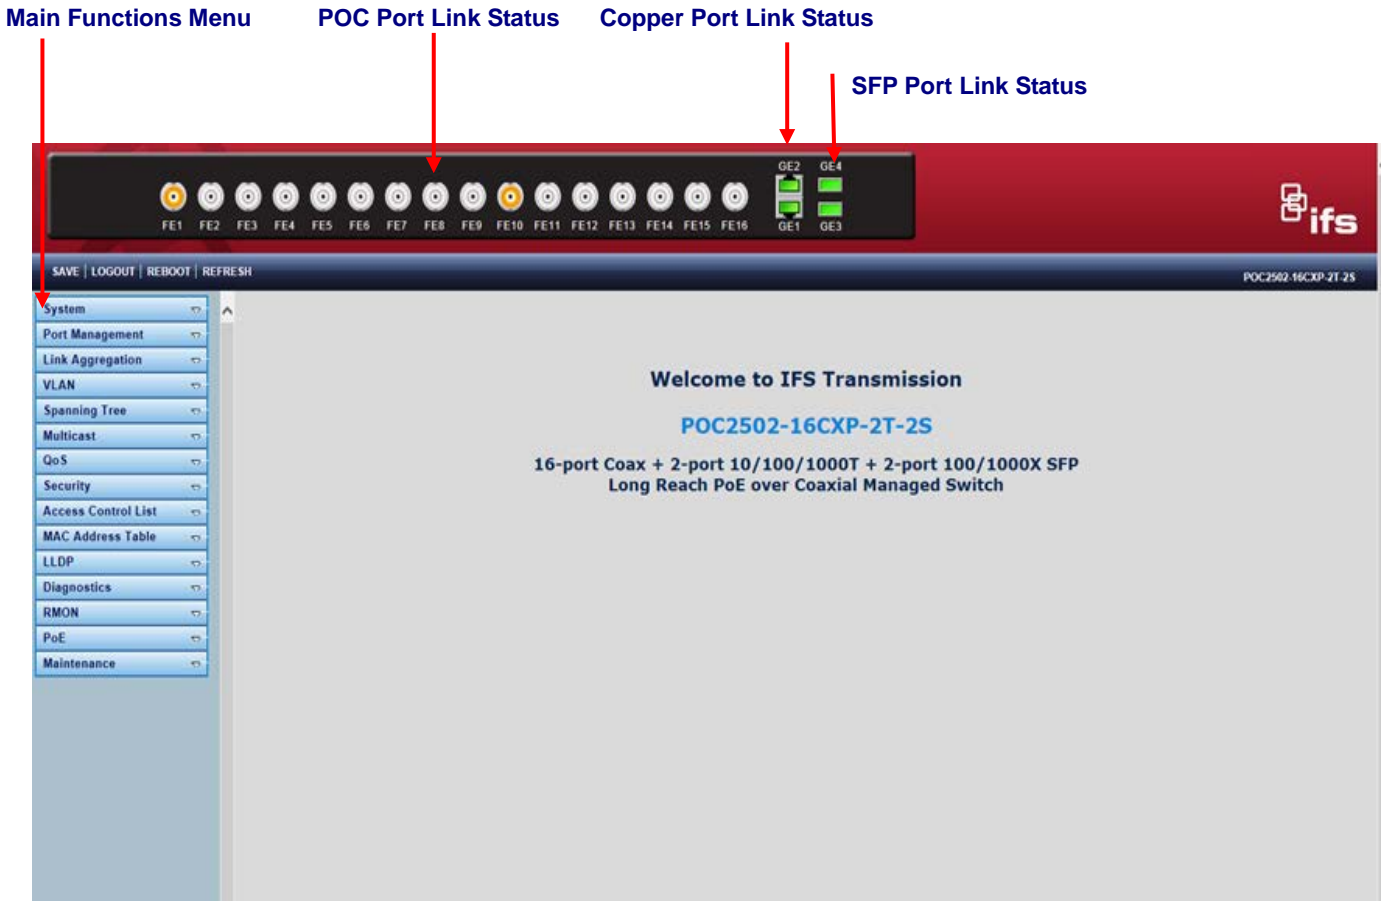 Main Functions Menu POC Port Link Status Copper Port Link Status
SFP Port Link Status
GE2 GE4
FE1 FE2 FE3 FE4 FE5 FE6 FE7 FE8 FE9 FE10 FE11 FE12 FE13 FE14 FE15 FE16 GE1 GE3
ifs
SAVE | LOGOUT | REBOOT | REFRESH
POC2502-16CXP-2T-2S
System
Port Management
Link Aggregation
VLAN
Spanning Tree
Multicast
QoS
Security
Access Control List
MAC Address Table
LLDP
Diagnostics
RMON
PoE
Maintenance
Welcome to IFS Transmission
POC2502-16CXP-2T-2S
16-port Coax + 2-port 10/100/1000T + 2-port 100/1000X SFP
Long Reach PoE over Coaxial Managed Switch